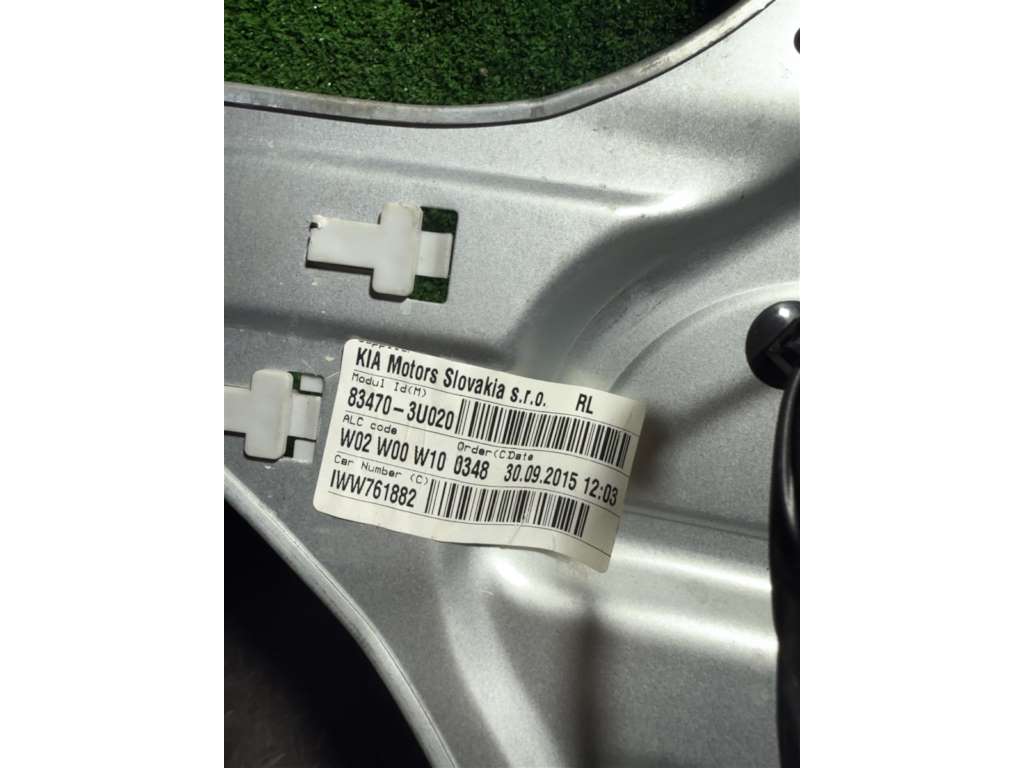 KIA Motors Slovakia s.r.o. RL
Modul Id(M)
83470-3U020
ALC code Order(C.Date
W02 W00 W10 0348 30.09.2015 12:03
Car Number (C)
IWW761882